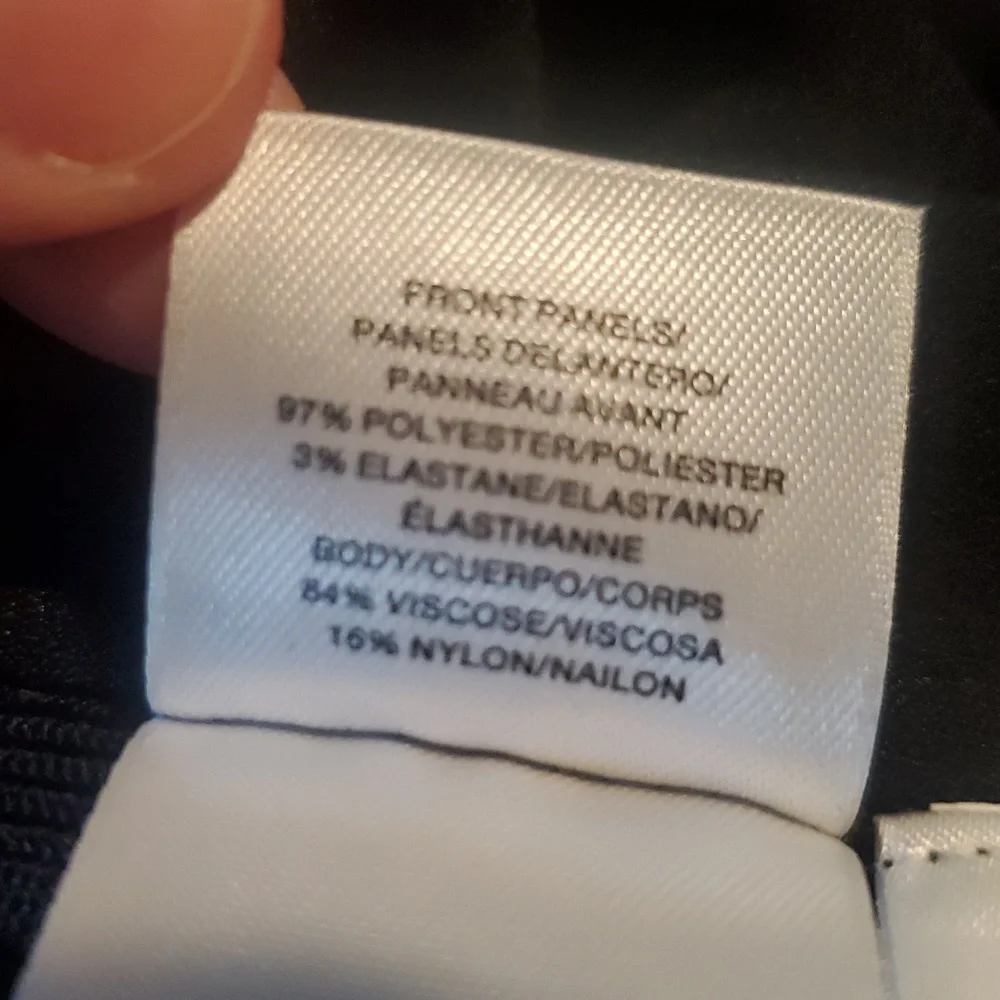 FRONT PANELS/
PANELS DELANTERO/
PANNEAU AVANT
97% POLYESTER/POLIESTER
3% ELASTANE/ELASTANO/
ÉLASTHANNE
BODY/CUERPO/CORPS
84% VISCOSE/VISCOSA
16% NYLON/NAILON